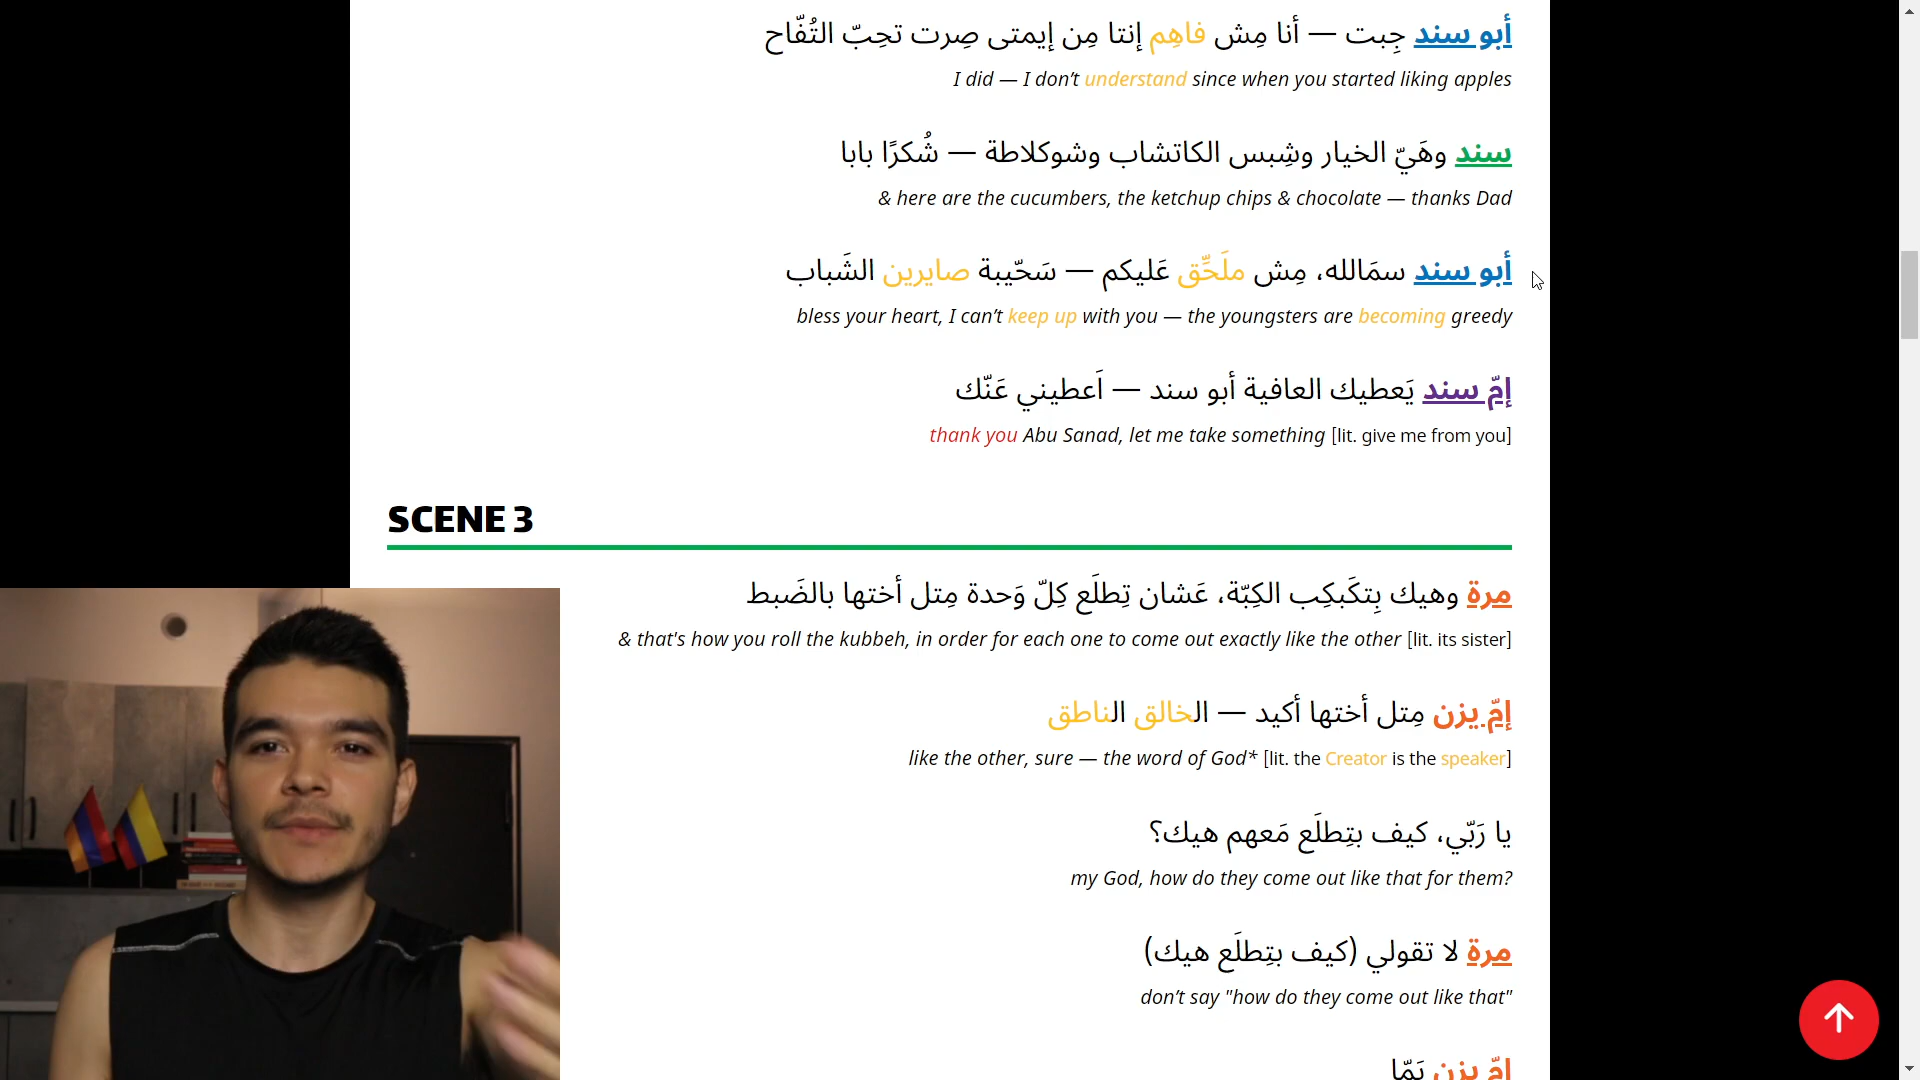 أبو سند جِبت — أنا مِش فاهِم إنتا مِن إيمتى صِرت تحِبّ التُفّاح
I did — I don't understand since when you started liking apples
سند وهَيّ الخيار وشِبس الكاتشاب وشوكلاطة — شُكرًا بابا
& here are the cucumbers, the ketchup chips & chocolate — thanks Dad
أبو سند سمَالله، مِش ملَحِّق عَليكم — سَحّيبة صايرين الشَباب
bless your heart, I can't keep up with you — the youngsters are becoming greedy
إمّ سند يَعطيك العافية أبو سند — اَعطيني عَنّك
thank you Abu Sanad, let me take something [lit. give me from you]
SCENE 3
مرة وهيك بِتكَبكِب الكِبّة، عَشان تِطلَع كِلّ وَحدة مِتل أختها بالضَبط
& that's how you roll the kubbeh, in order for each one to come out exactly like the other [lit. its sister]
إمّ يزن مِتل أختها أكيد — الخالق الناطق
like the other, sure — the word of God* [lit. the Creator is the speaker]
يا رَبّي، كيف بتِطلَع مَعهم هيك؟
my God, how do they come out like that for them?
مرة لا تقولي (كيف بتِطلَع هيك)
don't say "how do they come out like that"
إمّ يزن يَمّا